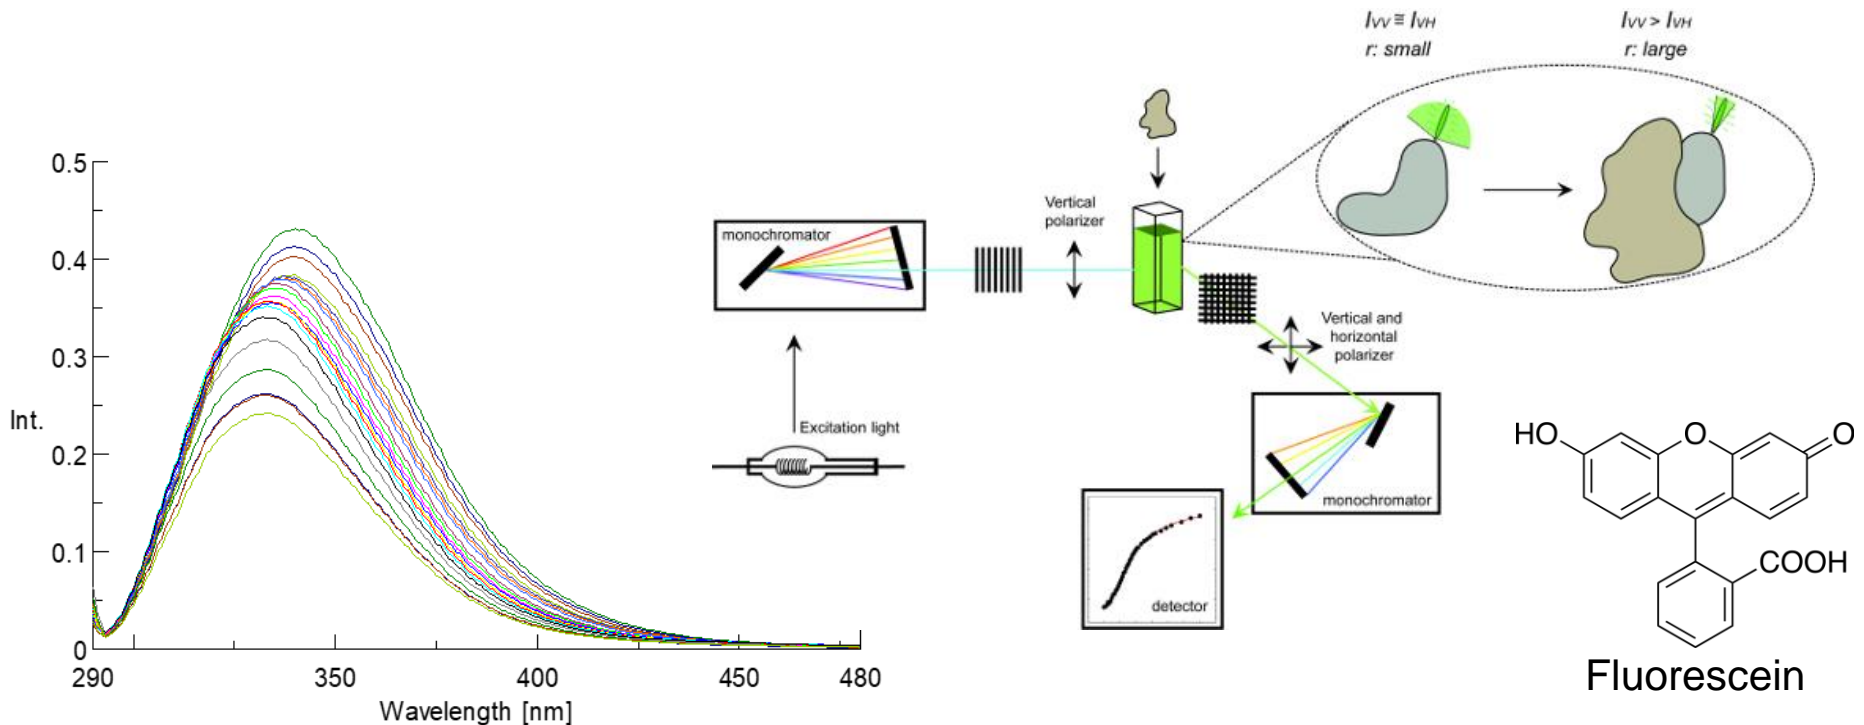 0.5
0.4
0.3
Int.
0.2
0.1
0
290
350
400
450
480
Wavelength [nm]
monochromator
Excitation light
Vertical
polarizer
IVV ≅ IVH
r: small
IVV > IVH
r: large
Vertical and
horizontal
polarizer
monochromator
detector
HO
O
O
COOH
Fluorescein